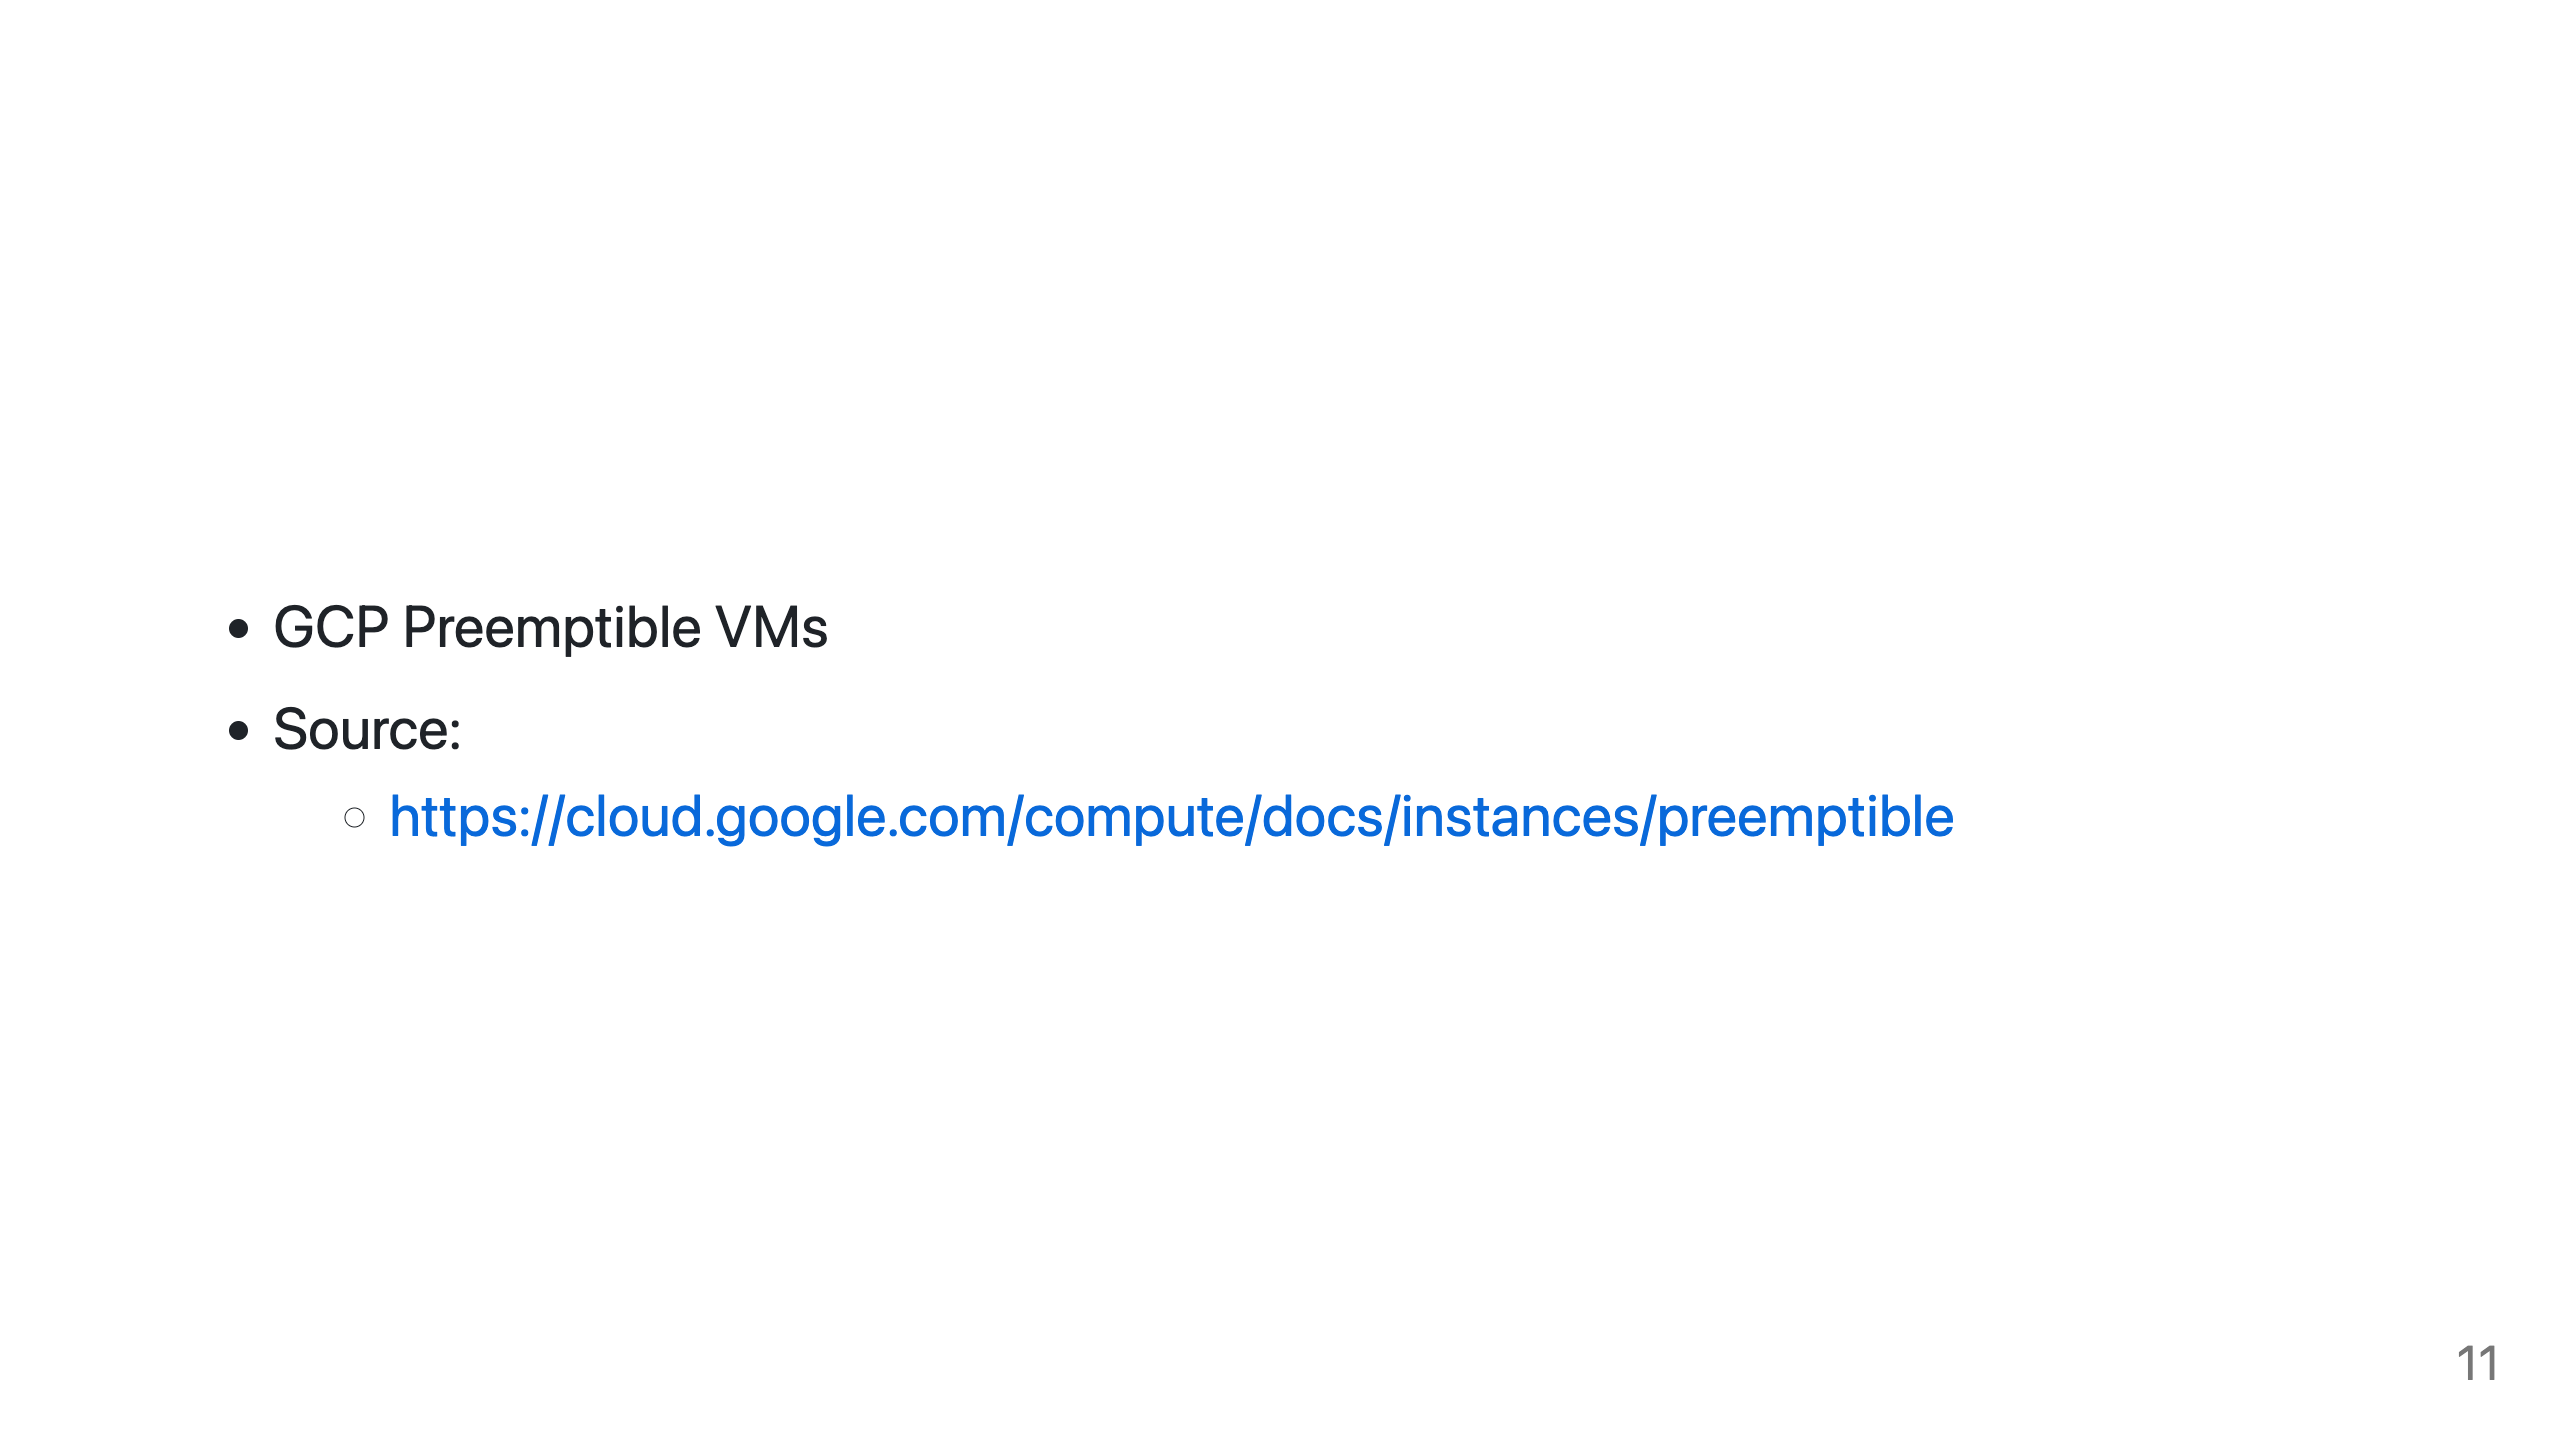 • GCP Preemptible VMs
• Source:
○ https://cloud.google.com/compute/docs/instances/preemptible
11